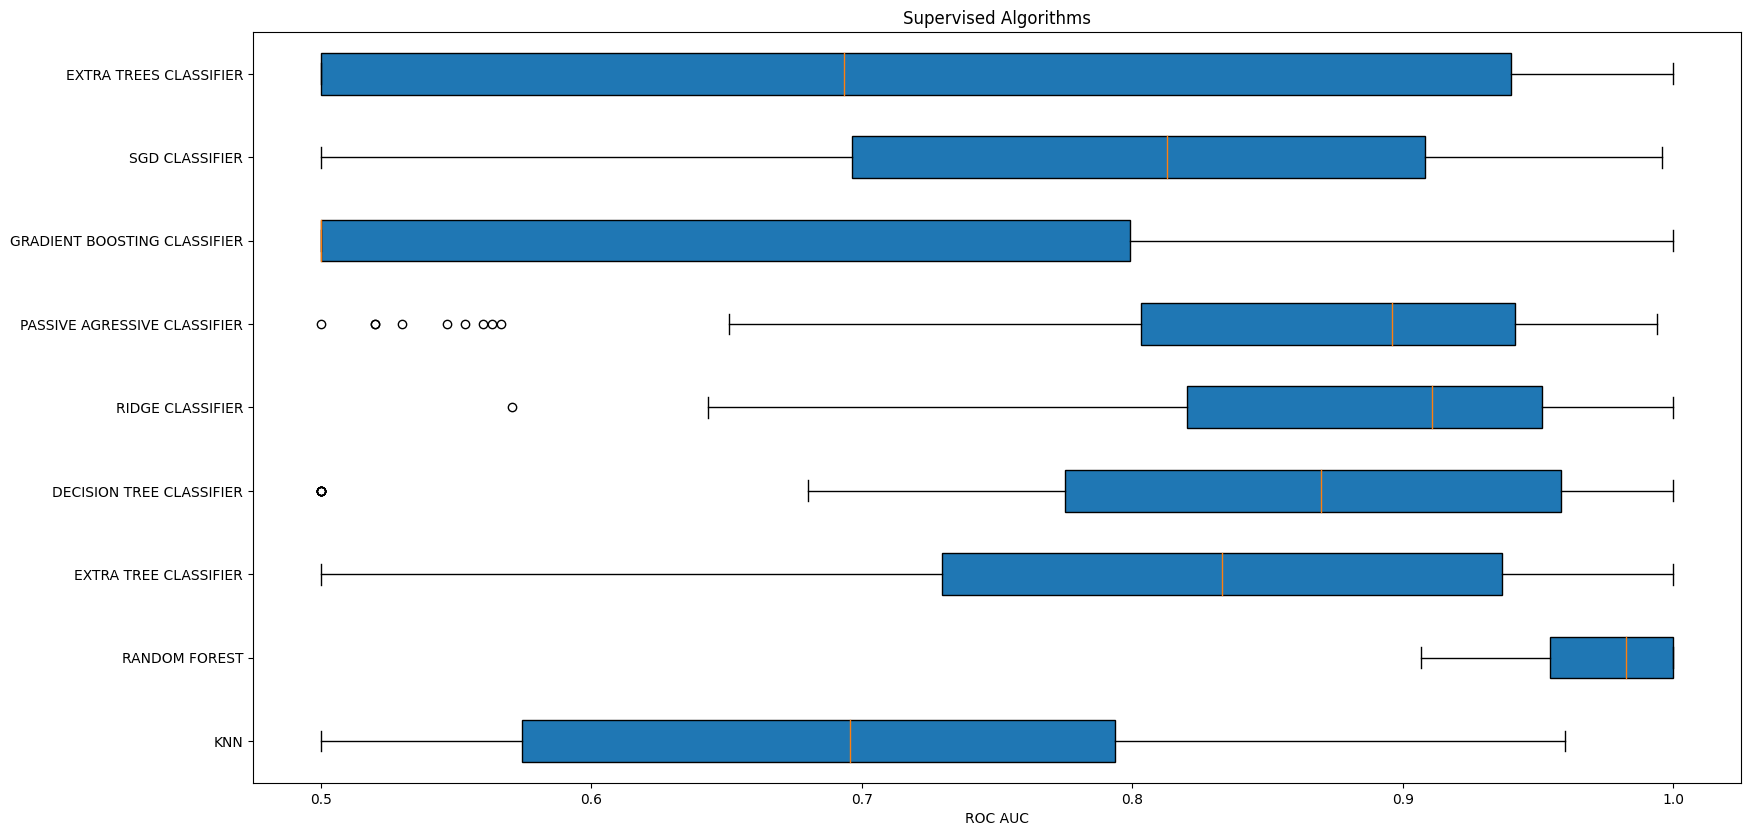 Supervised Algorithms
EXTRA TREES CLASSIFIER
SGD CLASSIFIER
GRADIENT BOOSTING CLASSIFIER
PASSIVE AGRESSIVE CLASSIFIER
RIDGE CLASSIFIER
DECISION TREE CLASSIFIER
EXTRA TREE CLASSIFIER
RANDOM FOREST
KNN
0.5 0.6 0.7 0.8 0.9 1.0
ROC AUC